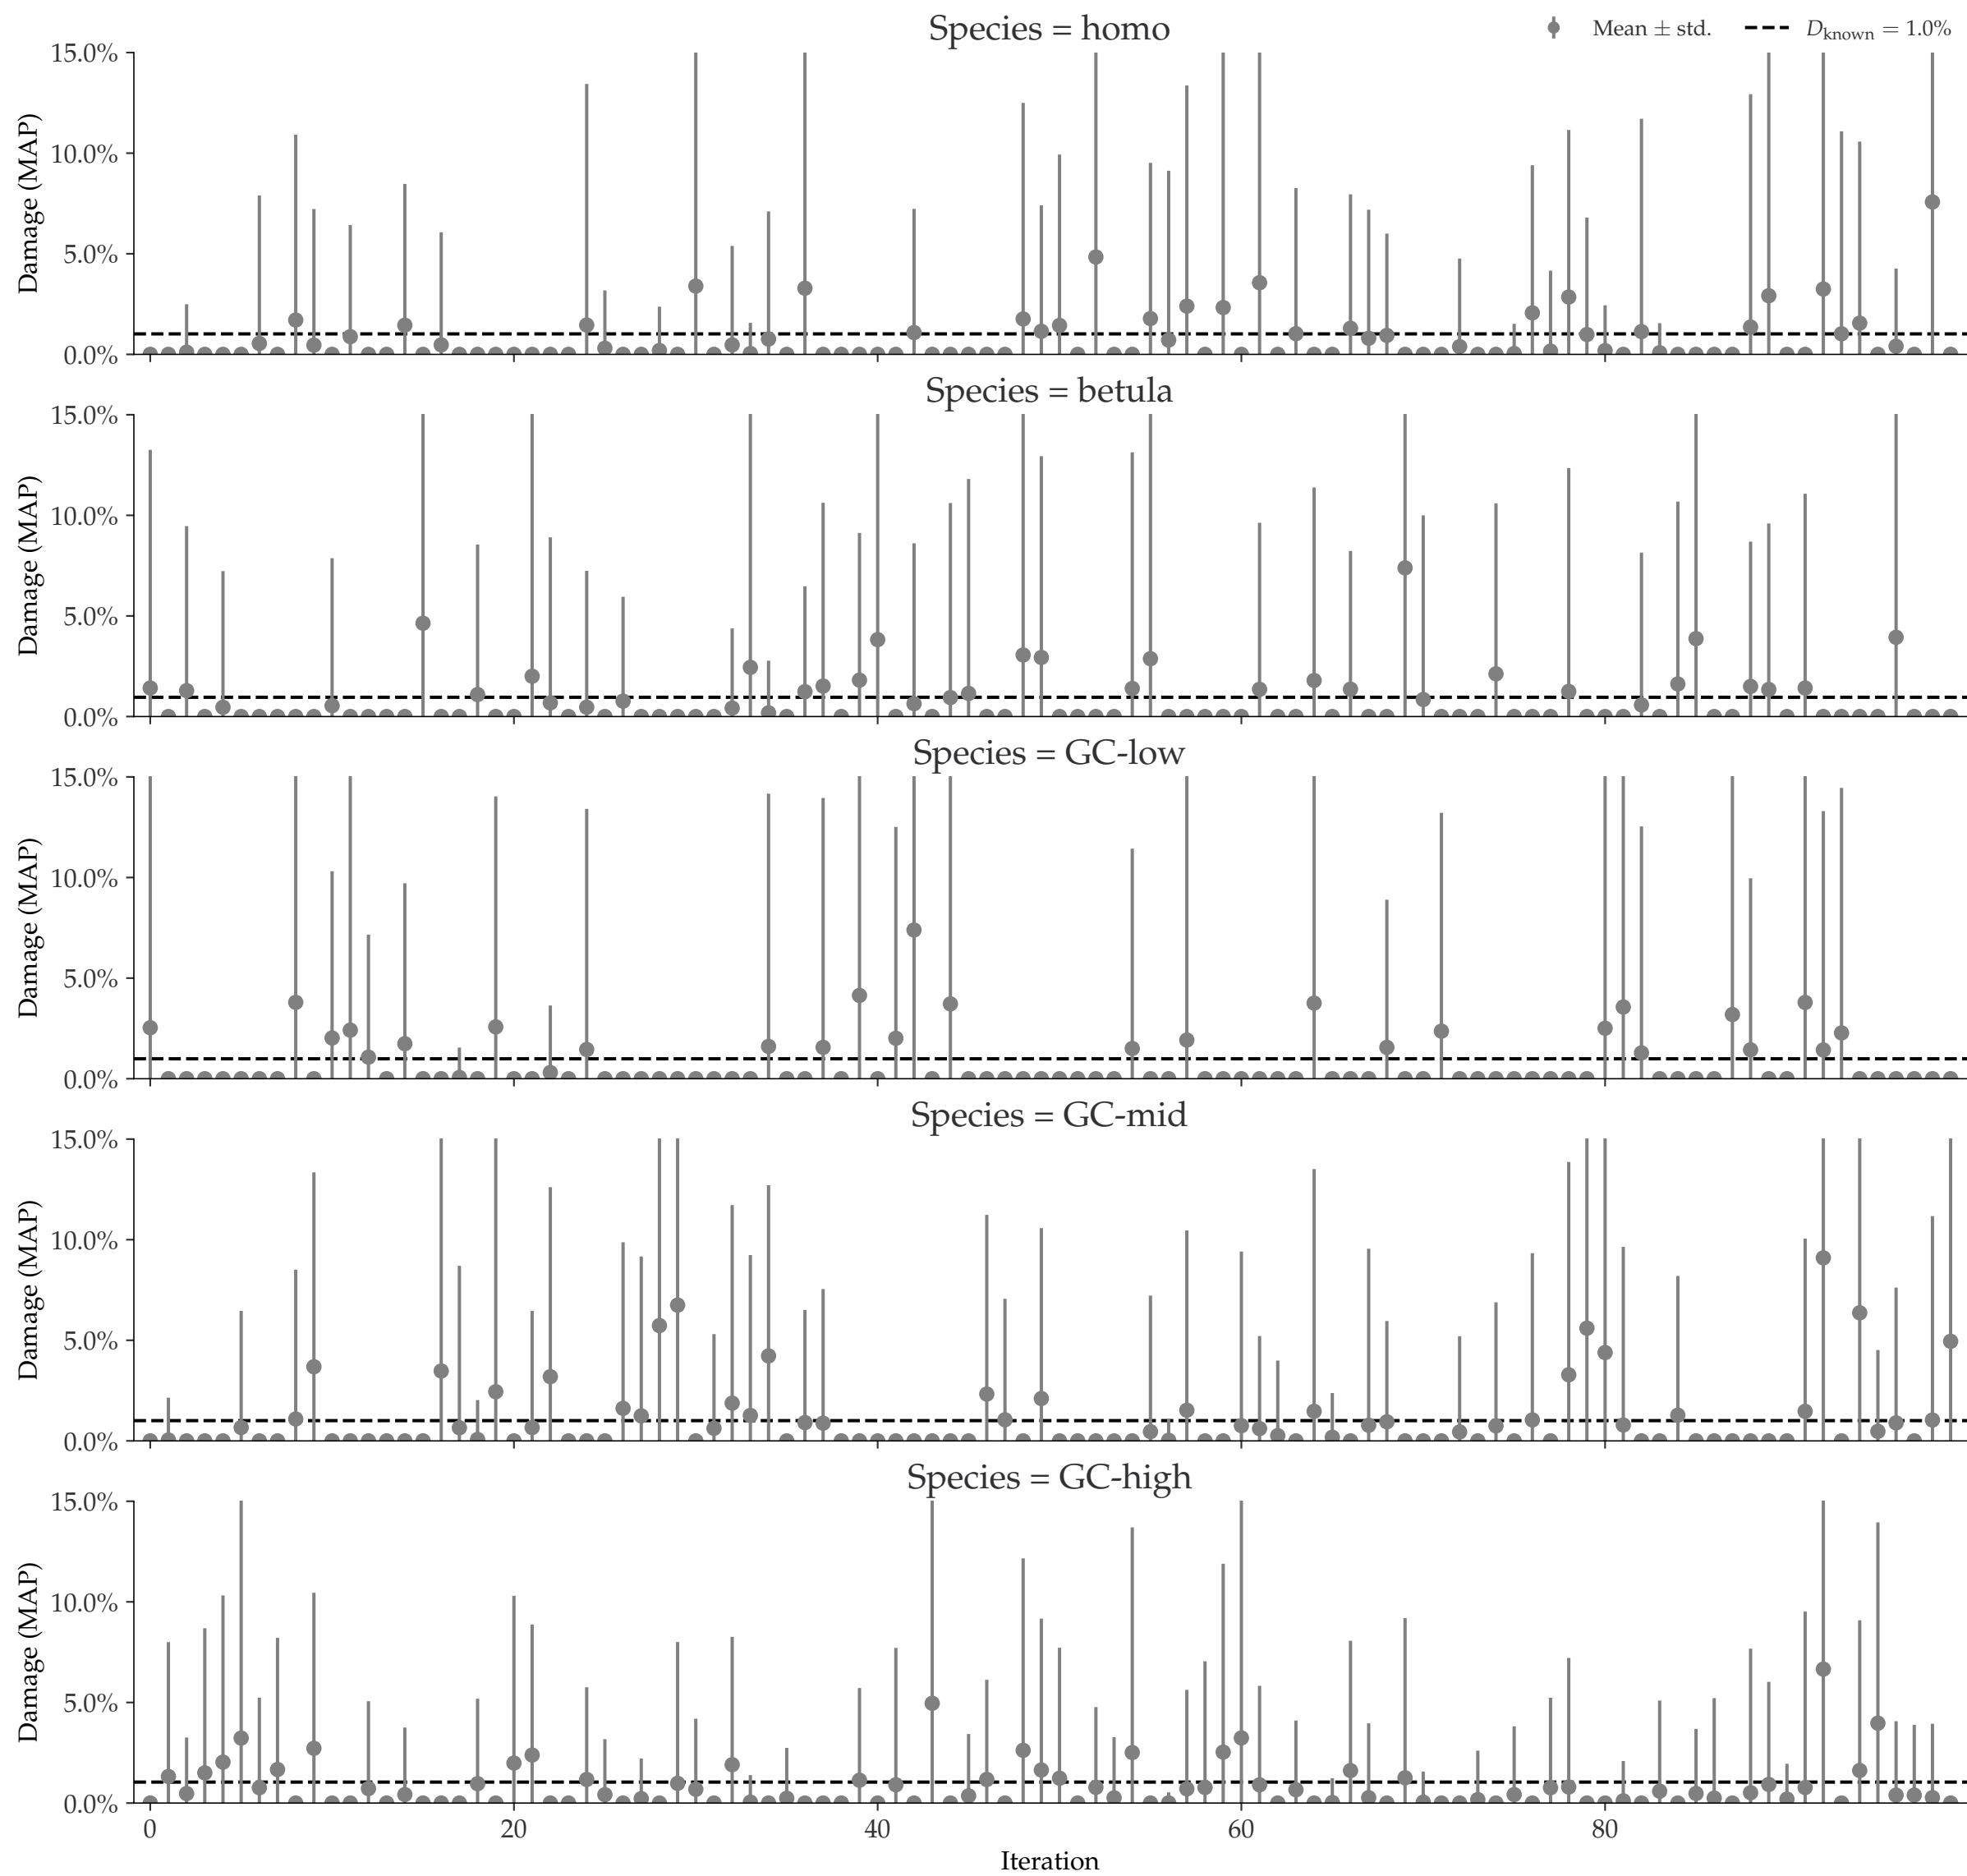 Species = homo
Mean ± std.
D_known = 1.0%
15.0%
10.0%
5.0%
0.0%
Damage (MAP)
Species = betula
15.0%
10.0%
5.0%
0.0%
Damage (MAP)
Species = GC-low
15.0%
10.0%
5.0%
0.0%
Damage (MAP)
Species = GC-mid
15.0%
10.0%
5.0%
0.0%
Damage (MAP)
Species = GC-high
15.0%
10.0%
5.0%
0.0%
Damage (MAP)
0 20 40 60 80
Iteration